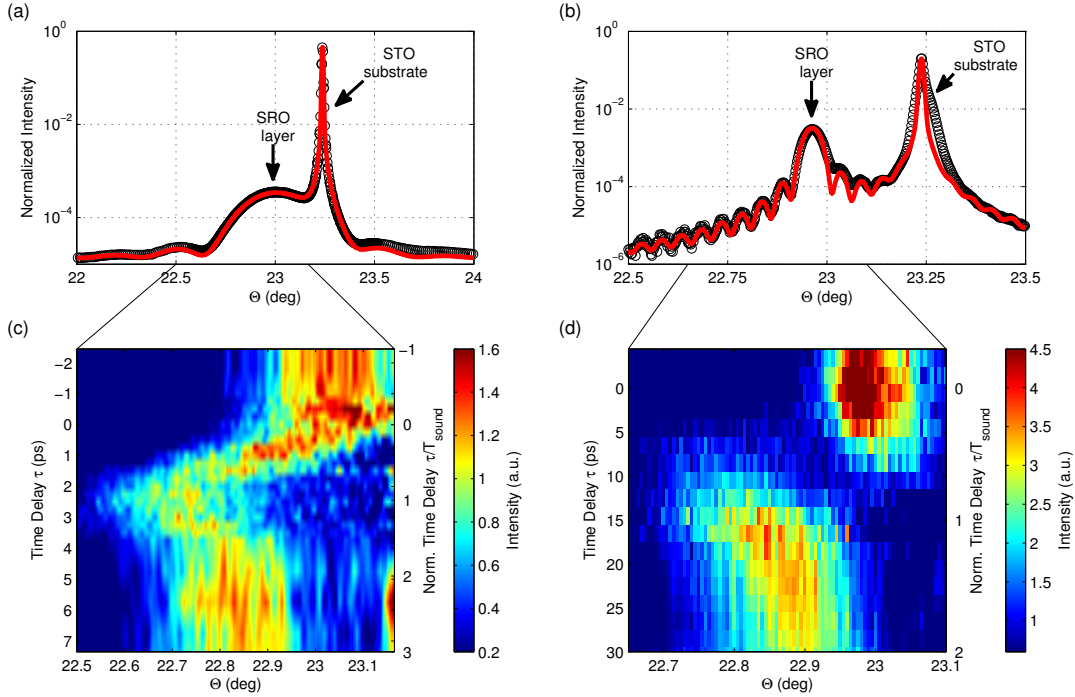 (a)
10^0
10^-2
10^-4
Normalized Intensity
SRO
layer
STO
substrate
22 22.5 23 23.5 24
Θ (deg)
(b)
10^0
10^-2
10^-4
10^-6
Normalized Intensity
SRO
layer
STO
substrate
22.5 22.75 23 23.25 23.5
Θ (deg)
(c)
−2
−1
0
1
2
3
4
5
6
7
Time Delay τ (ps)
22.5 22.6 22.7 22.8 22.9 23 23.1
Θ (deg)
−1
0
1
2
3
Norm. Time Delay τ/T_sound
1.6
1.4
1.2
1
0.8
0.6
0.4
0.2
Intensity (a.u.)
(d)
0
5
10
15
20
25
30
Time Delay τ (ps)
22.7 22.8 22.9 23 23.1
Θ (deg)
0
1
2
Norm. Time Delay τ/T_sound
4.5
4
3.5
3
2.5
2
1.5
1
Intensity (a.u.)